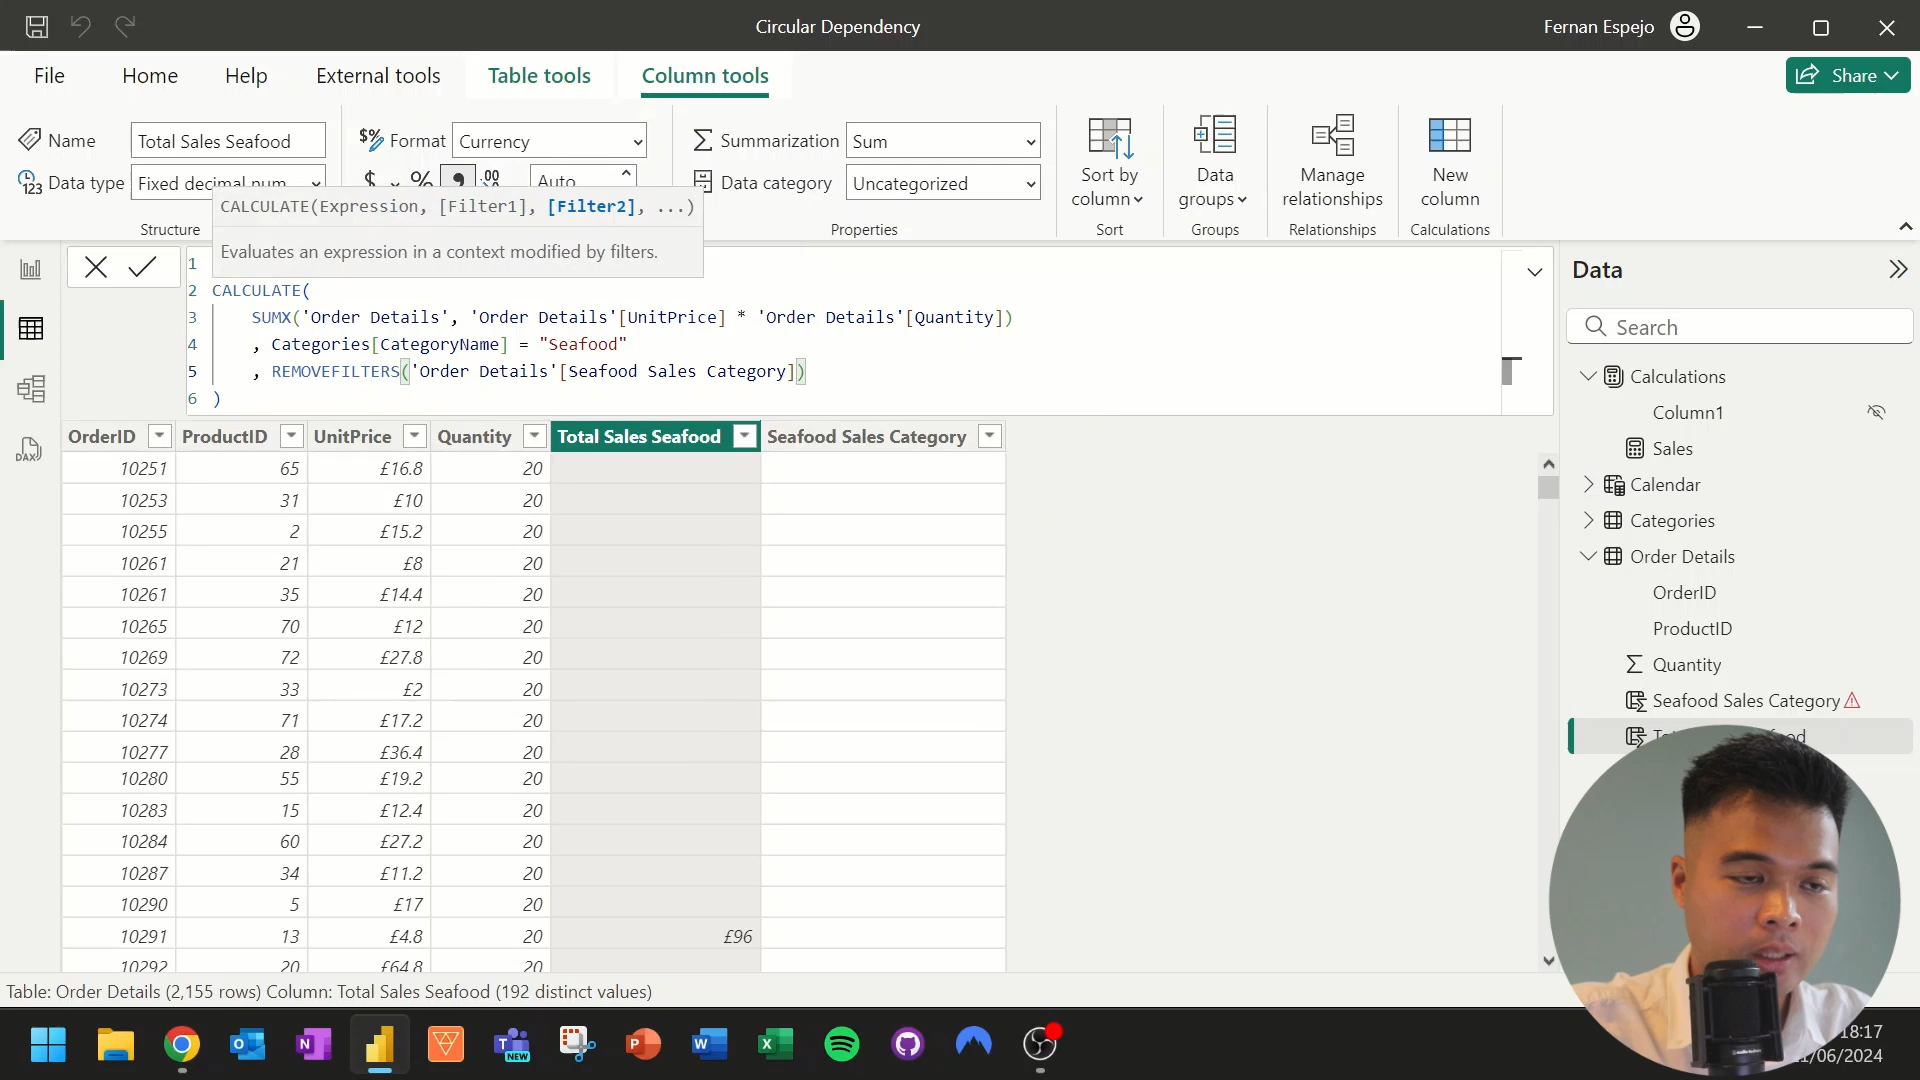 Circular Dependency
Fernan Espejo
File Home Help External tools Table tools Column tools
Share
Name Total Sales Seafood
Format Currency
Summarization Sum
Data type Fixed decimal num
$ % Auto
Data category Uncategorized
Sort by column
Data groups
Manage relationships
New column
Structure
Properties
Sort
Groups
Relationships
Calculations
CALCULATE(Expression, [Filter1], [Filter2], ...)
Evaluates an expression in a context modified by filters.
1
2 CALCULATE(
3 SUMX('Order Details', 'Order Details'[UnitPrice] * 'Order Details'[Quantity])
4 , Categories[CategoryName] = "Seafood"
5 , REMOVEFILTERS('Order Details'[Seafood Sales Category])
6 )
OrderID ProductID UnitPrice Quantity Total Sales Seafood Seafood Sales Category
10251 65 £16.8 20
10253 31 £10 20
10255 2 £15.2 20
10261 21 £8 20
10261 35 £14.4 20
10265 70 £12 20
10269 72 £27.8 20
10273 33 £2 20
10274 71 £17.2 20
10277 28 £36.4 20
10280 55 £19.2 20
10283 15 £12.4 20
10284 60 £27.2 20
10287 34 £11.2 20
10290 5 £17 20
10291 13 £4.8 20 £96
10292 20 £64.8 20
Data
Search
Calculations
Column1
Sales
Calendar
Categories
Order Details
OrderID
ProductID
Quantity
Seafood Sales Category
Table: Order Details (2,155 rows) Column: Total Sales Seafood (192 distinct values)
NEW
18:17
/06/2024